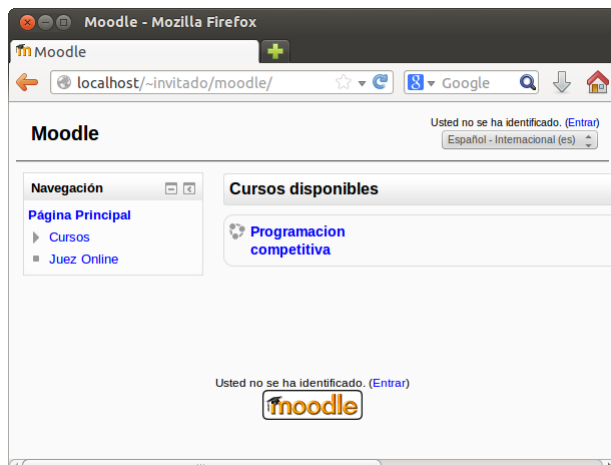 Moodle - Mozilla Firefox
Moodle
localhost/~invitado/moodle/
Google
Usted no se ha identificado. (Entrar)
Moodle
Español - Internacional (es)
Navegación
Cursos disponibles
Página Principal
Cursos
Juez Online
Programacion
competitiva
Usted no se ha identificado. (Entrar)
moodle